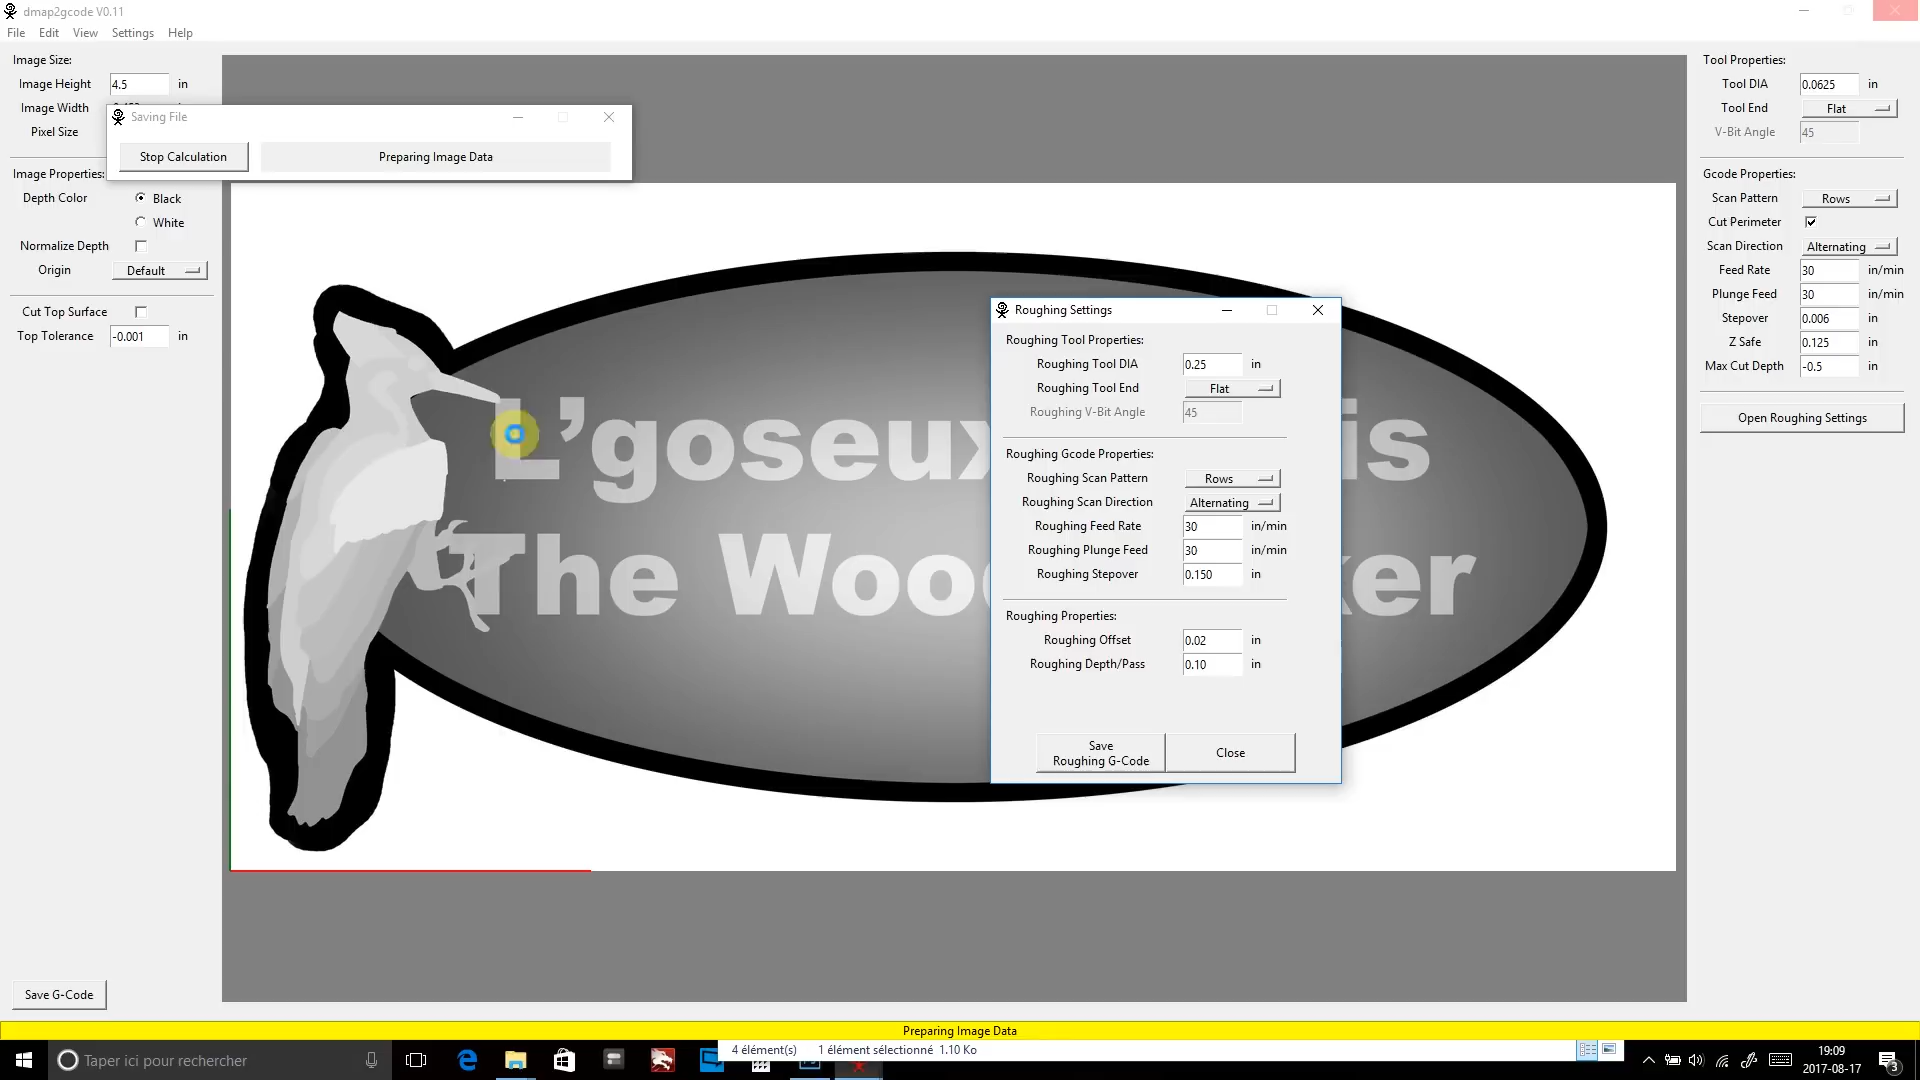 dmap2gcode V0.11
File Edit View Settings Help
Image Size:
Image Height 4.5 in
Image Width
Pixel Size
Saving File
Stop Calculation Preparing Image Data
Image Properties:
Depth Color Black
White
Normalize Depth
Origin Default
Cut Top Surface
Top Tolerance -0.001 in
Save G-Code
L'goseux is
The Woo ker
Roughing Settings
Roughing Tool Properties:
Roughing Tool DIA 0.25 in
Roughing Tool End Flat
Roughing V-Bit Angle 45
Roughing Gcode Properties:
Roughing Scan Pattern Rows
Roughing Scan Direction Alternating
Roughing Feed Rate 30 in/min
Roughing Plunge Feed 30 in/min
Roughing Stepover 0.150 in
Roughing Properties:
Roughing Offset 0.02 in
Roughing Depth/Pass 0.10 in
Save
Roughing G-Code
Close
Tool Properties:
Tool DIA 0.0625 in
Tool End Flat
V-Bit Angle 45
Gcode Properties:
Scan Pattern Rows
Cut Perimeter
Scan Direction Alternating
Feed Rate 30 in/min
Plunge Feed 30 in/min
Stepover 0.006 in
Z Safe 0.125 in
Max Cut Depth -0.5 in
Open Roughing Settings
Preparing Image Data
Taper ici pour rechercher
4 élément(s) 1 élément sélectionné 1.10 Ko
19:09
2017-08-17
3